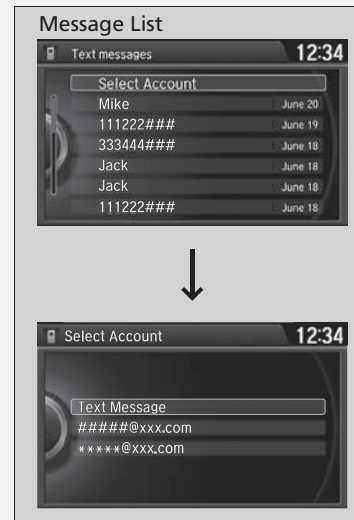 Message List
Text messages 12:34
Select Account
Mike June 20
111222### June 19
333444### June 18
Jack June 18
Jack June 18
111222### June 18
Select Account 12:34
Text Message
#####@xxx.com
*****@xxx.com